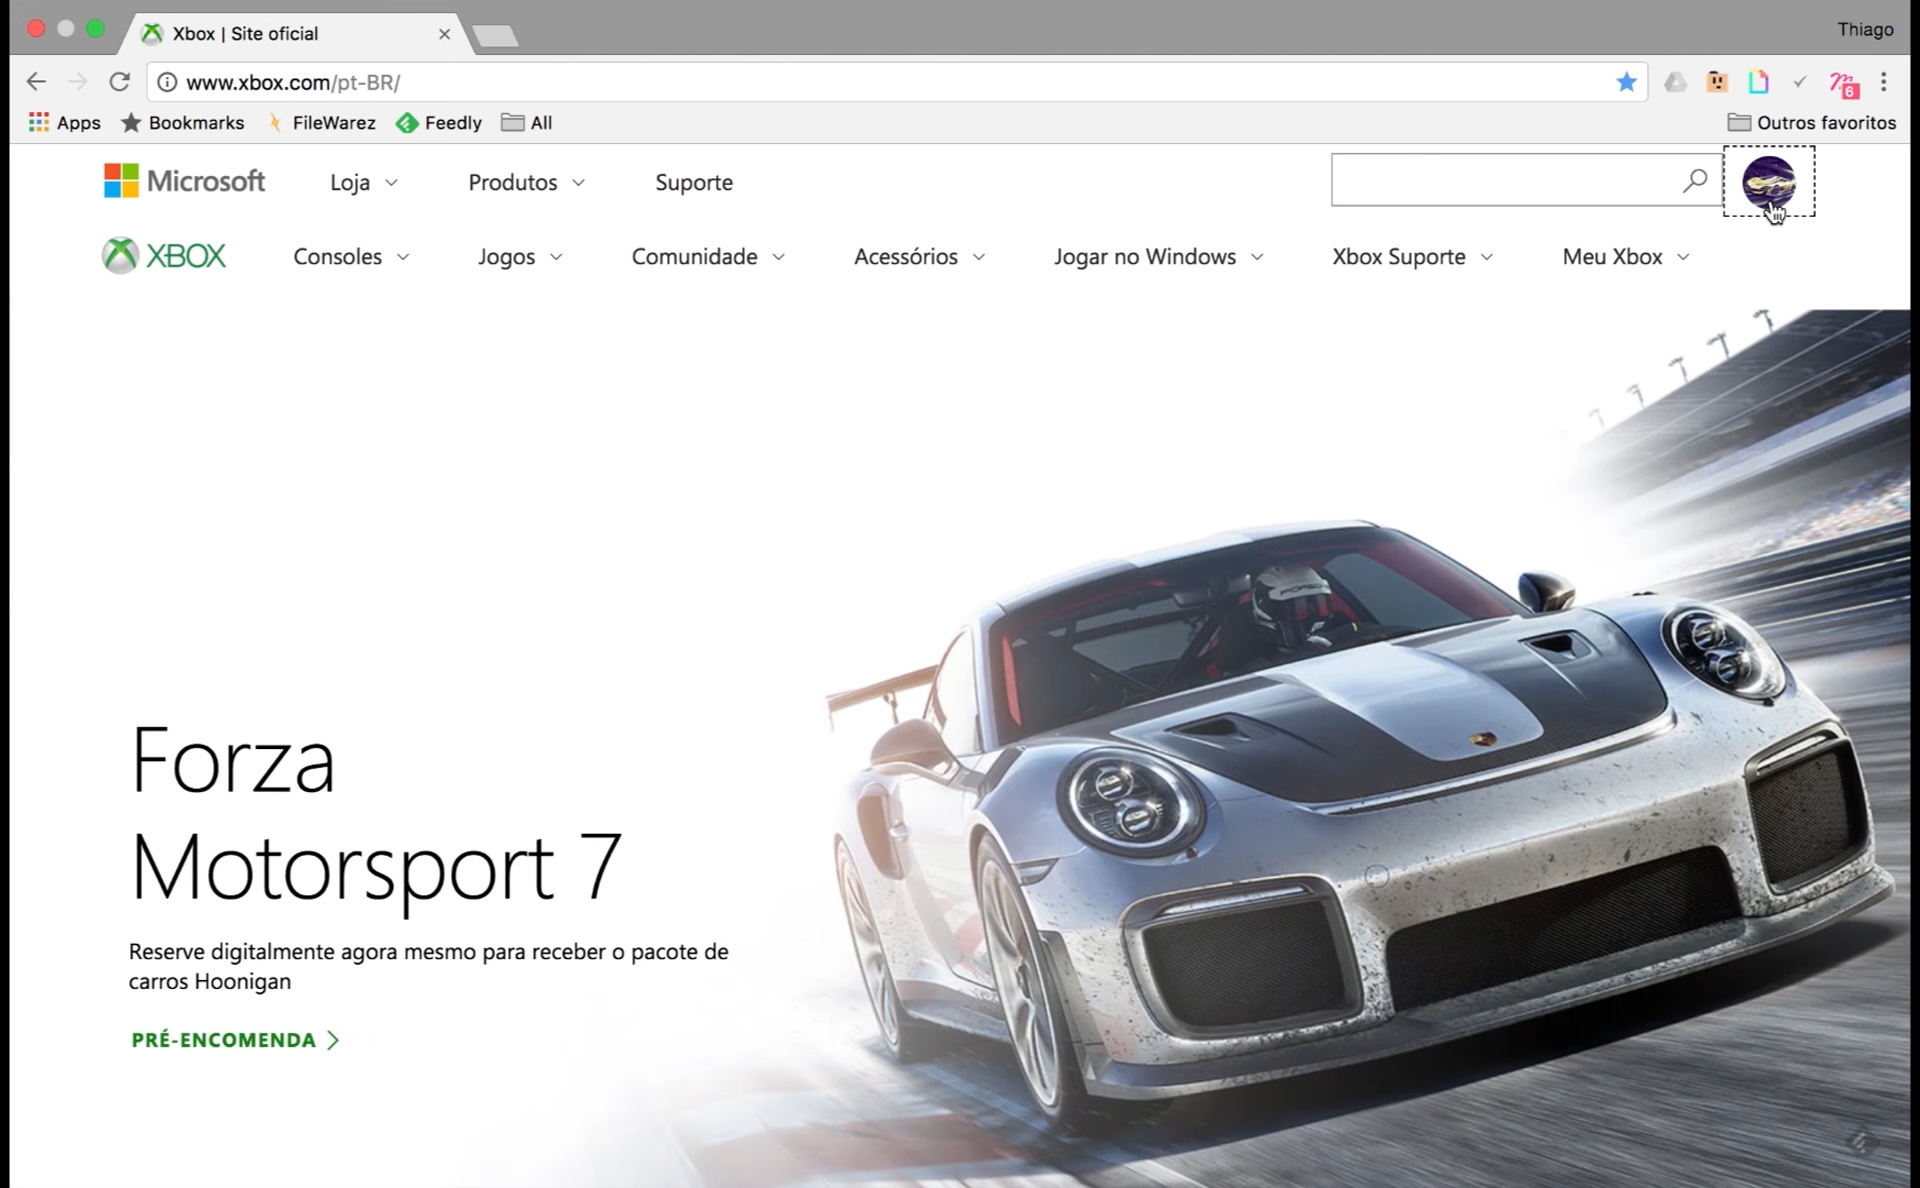 Xbox | Site oficial
Thiago
www.xbox.com/pt-BR/
6
Apps
Bookmarks
FileWarez
Feedly
All
Outros favoritos
Microsoft
Loja
Produtos
Suporte
XBOX
Consoles
Jogos
Comunidade
Acessórios
Jogar no Windows
Xbox Suporte
Meu Xbox
Forza
Motorsport 7
Reserve digitalmente agora mesmo para receber o pacote de
carros Hoonigan
PRÉ-ENCOMENDA